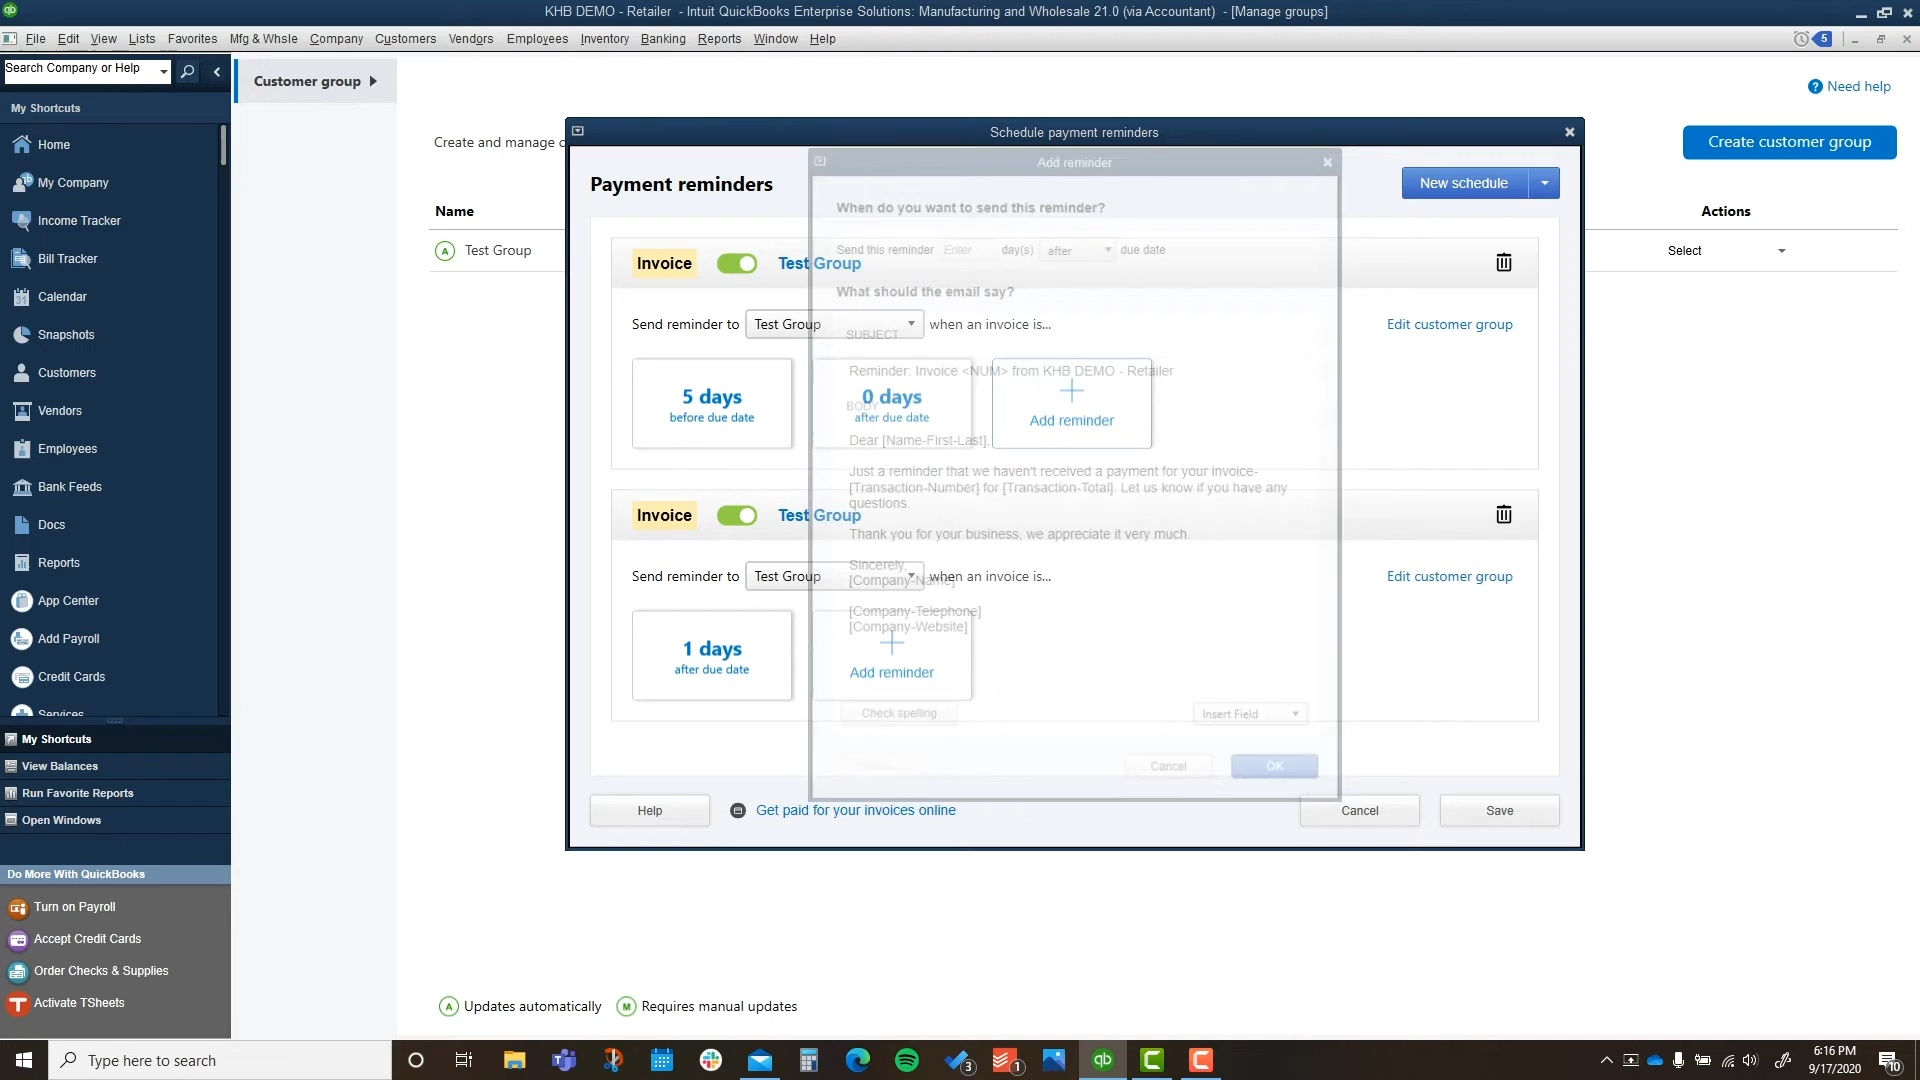 KHB DEMO - Retailer - Intuit QuickBooks Enterprise Solutions: Manufacturing and Wholesale 21.0 (via Accountant) - [Manage groups]
File Edit View Lists Favorites Mfg & Whsle Company Customers Vendors Employees Inventory Banking Reports Window Help
5
Search Company or Help
Customer group
Need help
My Shortcuts
Home
My Company
Income Tracker
Bill Tracker
Calendar
Snapshots
Customers
Vendors
Employees
Bank Feeds
Docs
Reports
App Center
Add Payroll
Credit Cards
Services
My Shortcuts
View Balances
Run Favorite Reports
Open Windows
Do More With QuickBooks
Turn on Payroll
Accept Credit Cards
Order Checks & Supplies
Activate TSheets
Create and manage c
Create customer group
Name
Actions
A Test Group
Select
Schedule payment reminders
Payment reminders
New schedule
Invoice
Test Group
Send reminder to Test Group when an invoice is...
Edit customer group
5 days
before due date
0 days
after due date
Add reminder
Invoice
Test Group
Send reminder to Test Group when an invoice is...
Edit customer group
1 days
after due date
Add reminder
Help
Get paid for your invoices online
Cancel
Save
Add reminder
When do you want to send this reminder?
Send this reminder Enter day(s) after due date
What should the email say?
SUBJECT
Reminder: Invoice <NUM> from KHB DEMO - Retailer
BODY
Dear [Name-First-Last],
Just a reminder that we haven't received a payment for your invoice-
[Transaction-Number] for [Transaction-Total]. Let us know if you have any
questions.
Thank you for your business, we appreciate it very much.
Sincerely,
[Company-Name]
[Company-Telephone]
[Company-Website]
Check spelling
Insert Field
Cancel
OK
A Updates automatically M Requires manual updates
Type here to search
3
1
6:16 PM
9/17/2020
10